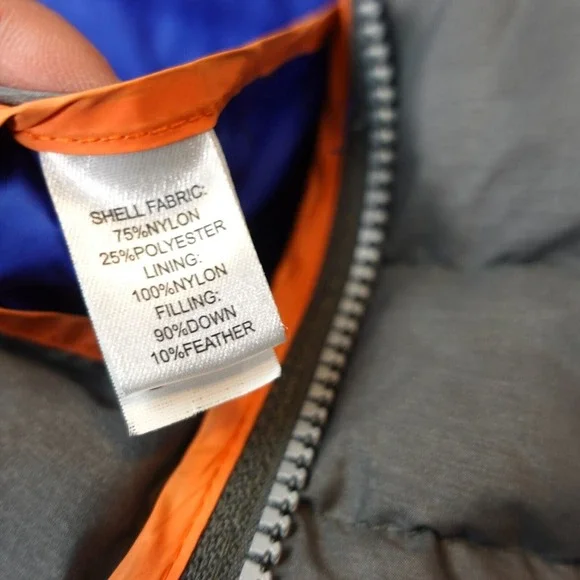 SHELL FABRIC:
75%NYLON
25%POLYESTER
LINING:
100%NYLON
FILLING:
90%DOWN
10%FEATHER